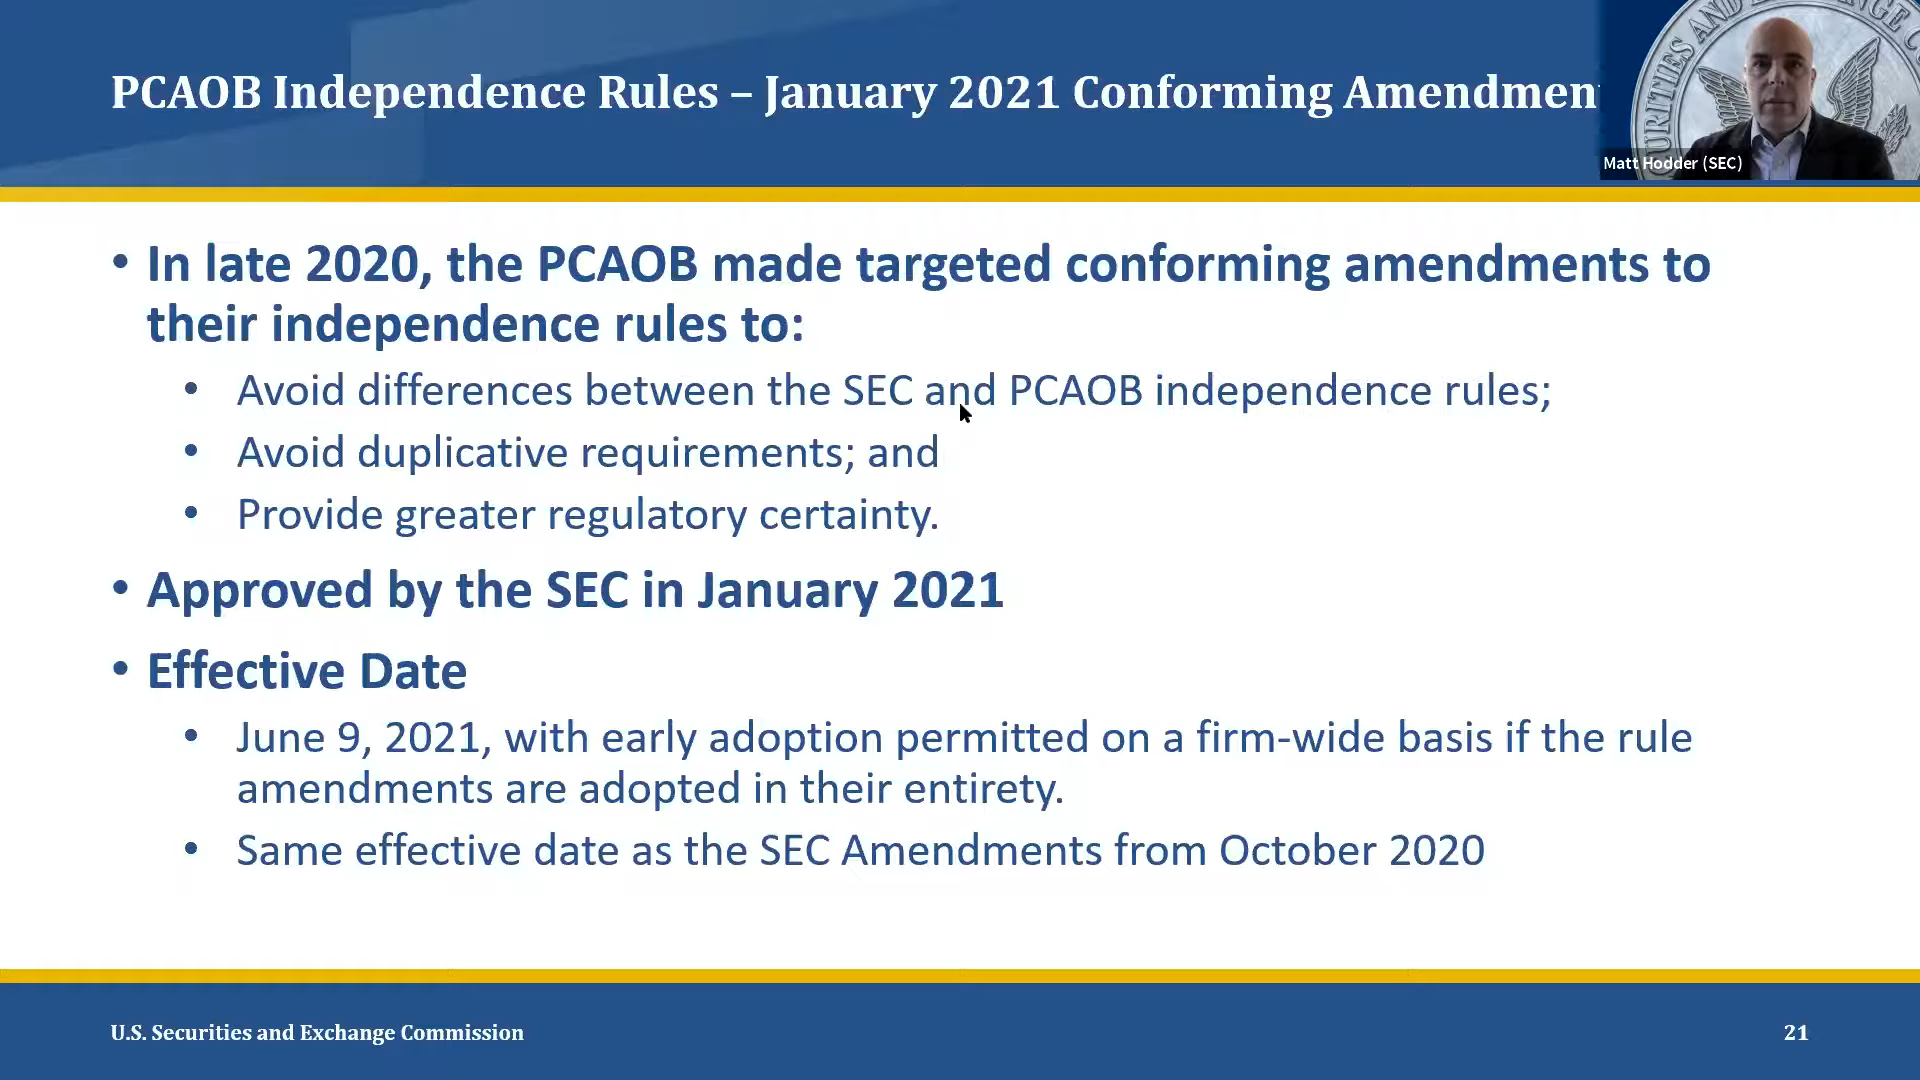 PCAOB Independence Rules – January 2021 Conforming Amendmen
Matt Hodder (SEC)
• In late 2020, the PCAOB made targeted conforming amendments to
their independence rules to:
• Avoid differences between the SEC and PCAOB independence rules;
• Avoid duplicative requirements; and
• Provide greater regulatory certainty.
• Approved by the SEC in January 2021
• Effective Date
• June 9, 2021, with early adoption permitted on a firm-wide basis if the rule
amendments are adopted in their entirety.
• Same effective date as the SEC Amendments from October 2020
U.S. Securities and Exchange Commission
21